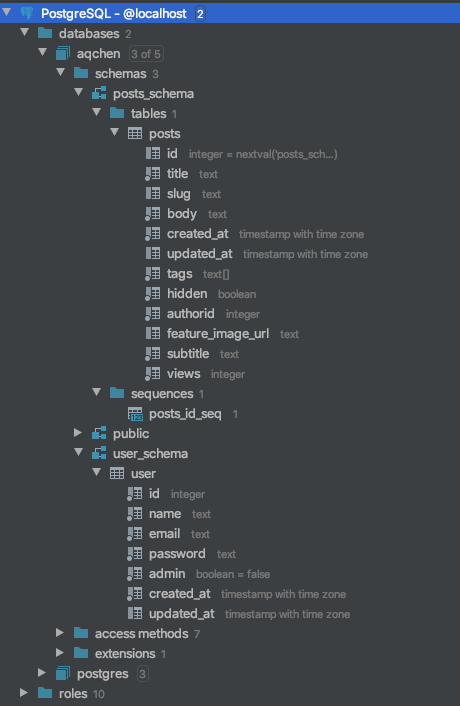 PostgreSQL - @localhost 2
databases 2
aqchen 3 of 5
schemas 3
posts_schema
tables 1
posts
id integer = nextval('posts_sch...)
title text
slug text
body text
created_at timestamp with time zone
updated_at timestamp with time zone
tags text[]
hidden boolean
authorid integer
feature_image_url text
subtitle text
views integer
sequences 1
123 posts_id_seq 1
public
user_schema
user
id integer
name text
email text
password text
admin boolean = false
created_at timestamp with time zone
updated_at timestamp with time zone
access methods 7
extensions 1
postgres 3
roles 10